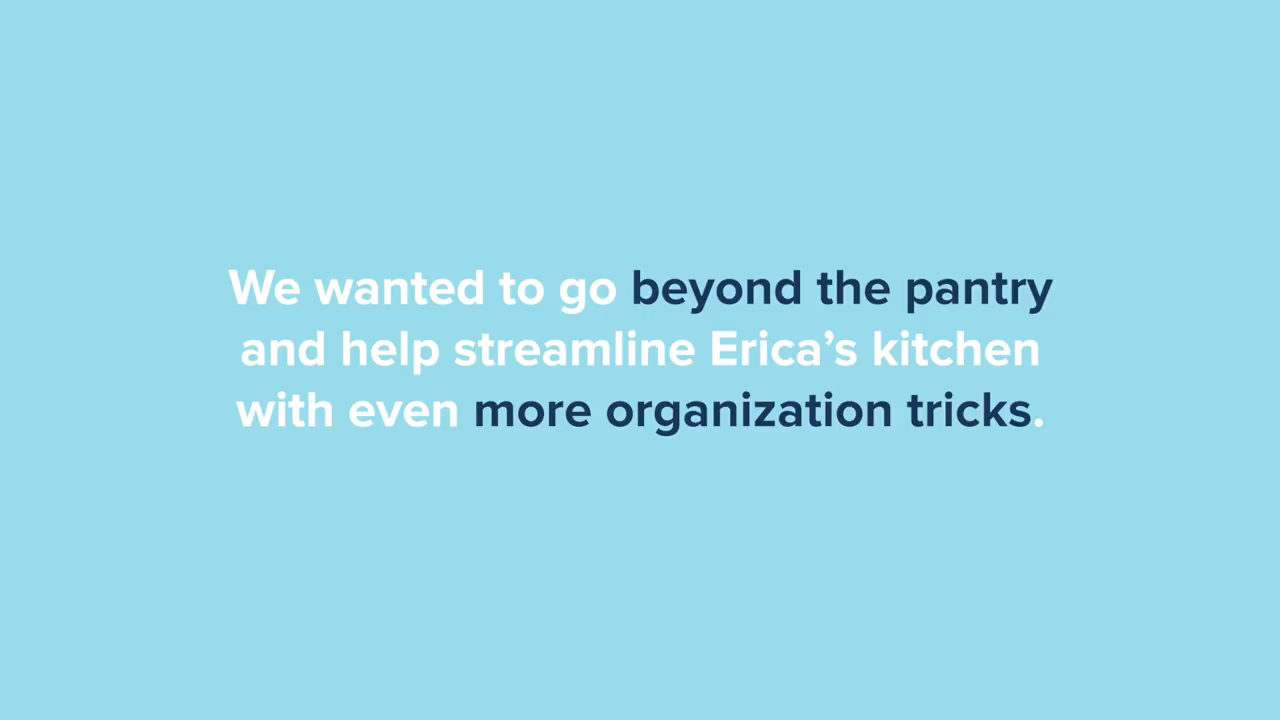 We wanted to go beyond the pantry
and help streamline Erica’s kitchen
with even more organization tricks.